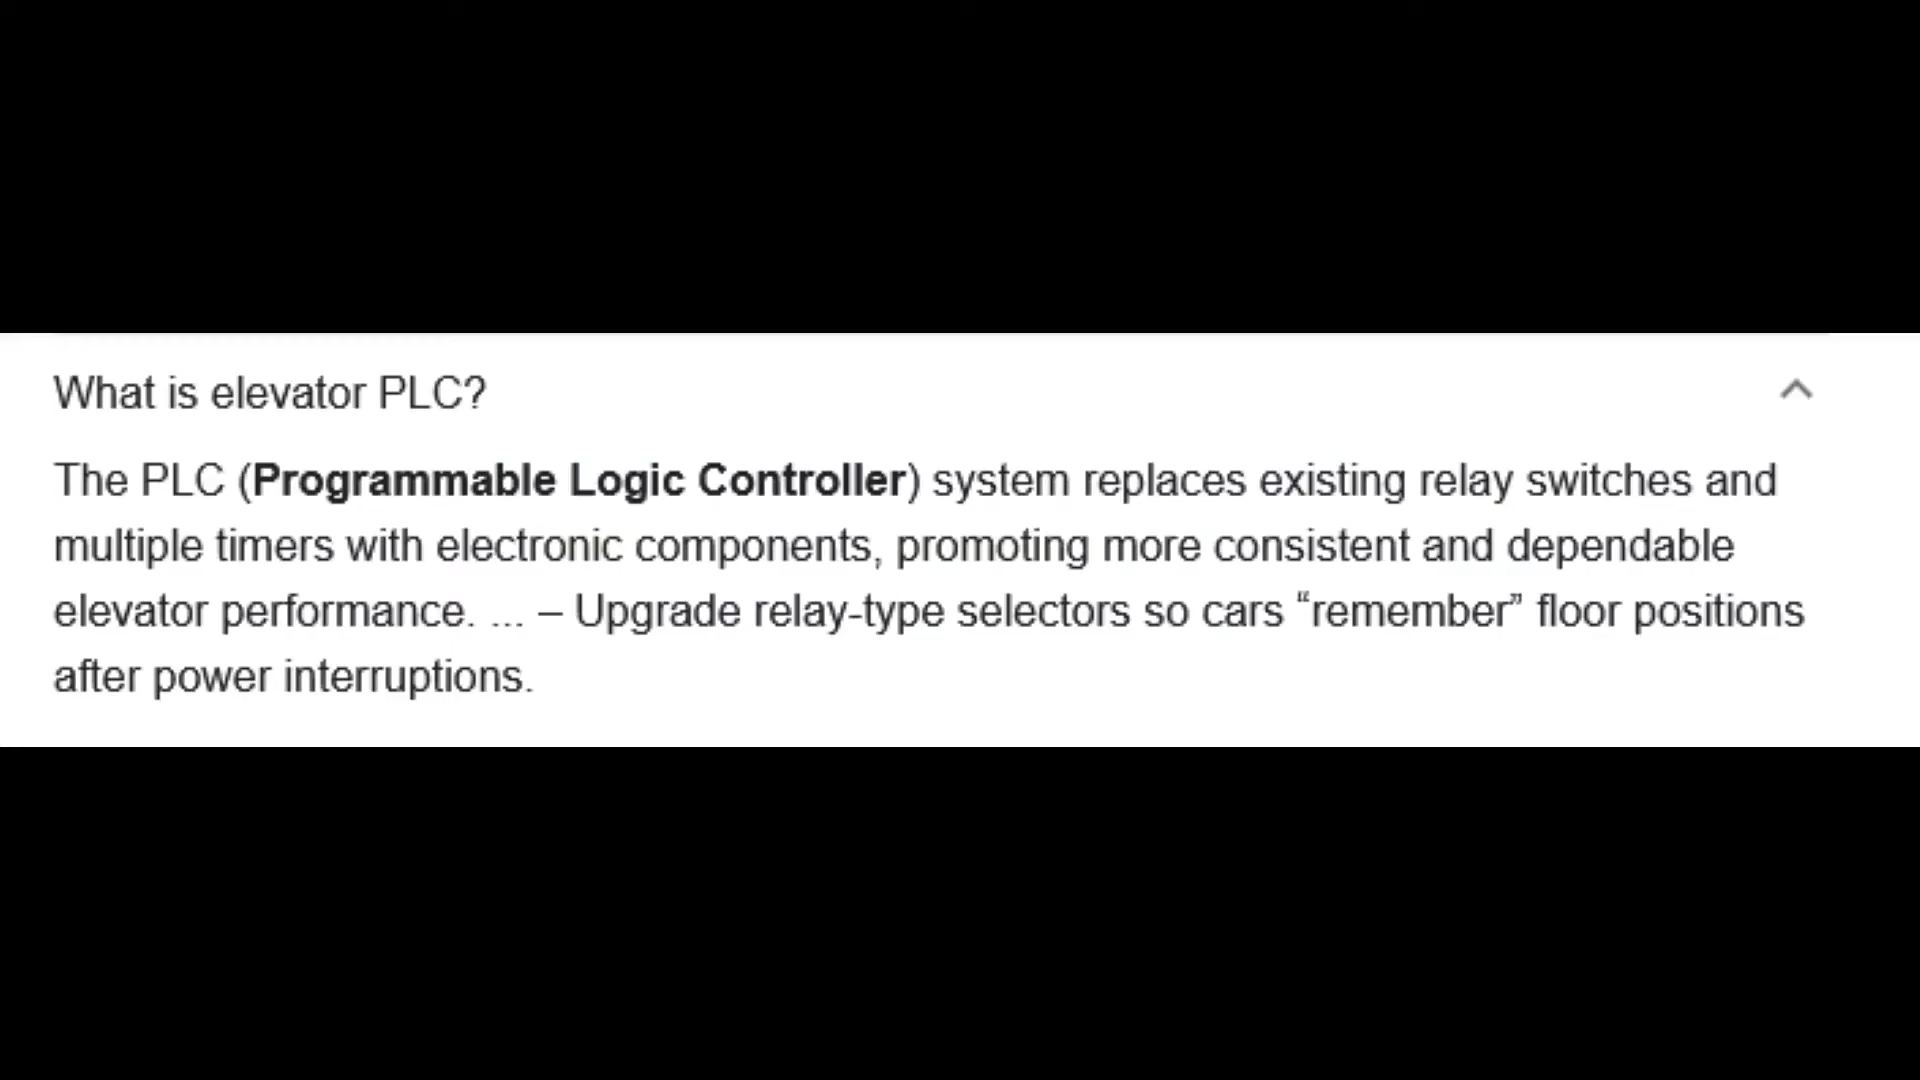 What is elevator PLC?
The PLC (Programmable Logic Controller) system replaces existing relay switches and
multiple timers with electronic components, promoting more consistent and dependable
elevator performance. ... – Upgrade relay-type selectors so cars “remember” floor positions
after power interruptions.